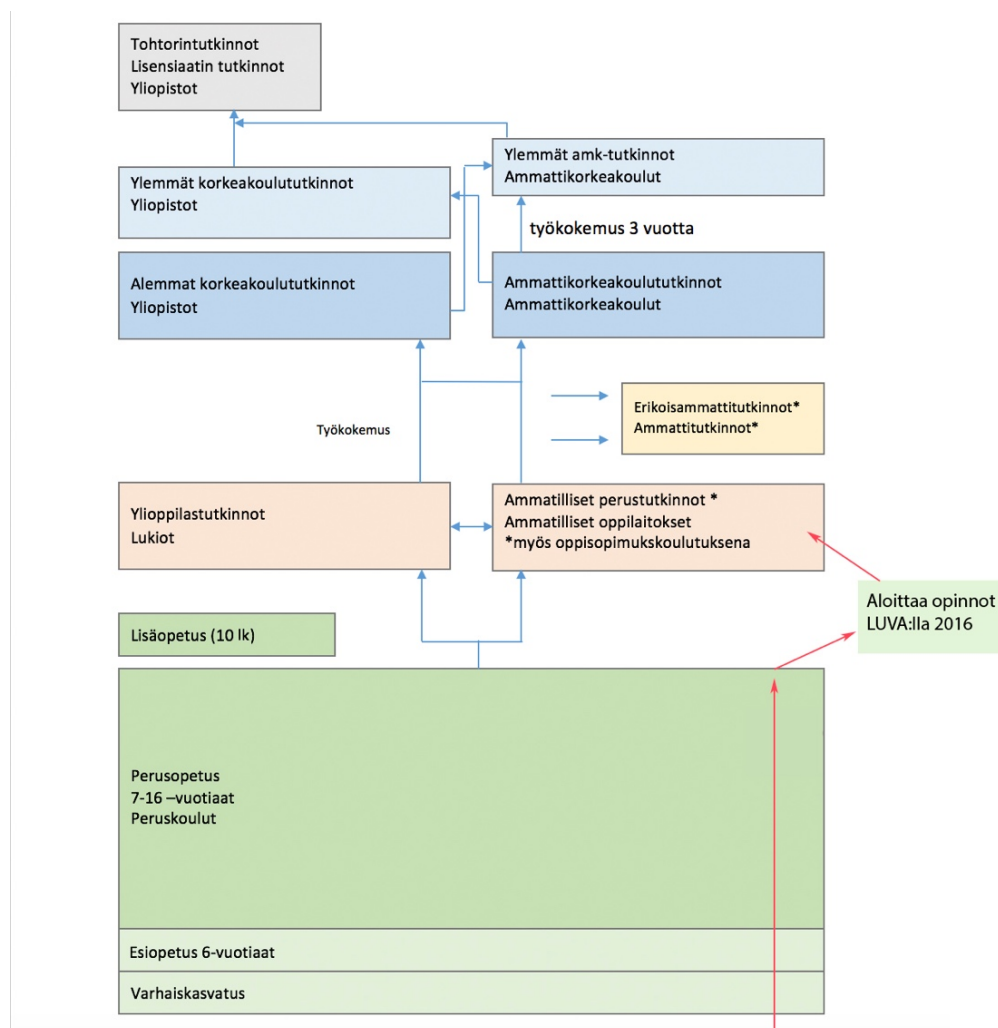 Tohtorintutkinnot
Lisensiaatin tutkinnot
Yliopistot
Ylemmät amk-tutkinnot
Ammattikorkeakoulut
Ylemmät korkeakoulututkinnot
Yliopistot
työkokemus 3 vuotta
Alemmat korkeakoulututkinnot
Yliopistot
Ammattikorkeakoulututkinnot
Ammattikorkeakoulut
Erikoisammattitutkinnot*
Ammattitutkinnot*
Työkokemus
Ylioppilastutkinnot
Lukiot
Ammatilliset perustutkinnot *
Ammatilliset oppilaitokset
*myös oppisopimukskoulutuksena
Aloittaa opinnot
LUVA:lla 2016
Lisäopetus (10 lk)
Perusopetus
7-16 –vuotiaat
Peruskoulut
Esiopetus 6-vuotiaat
Varhaiskasvatus